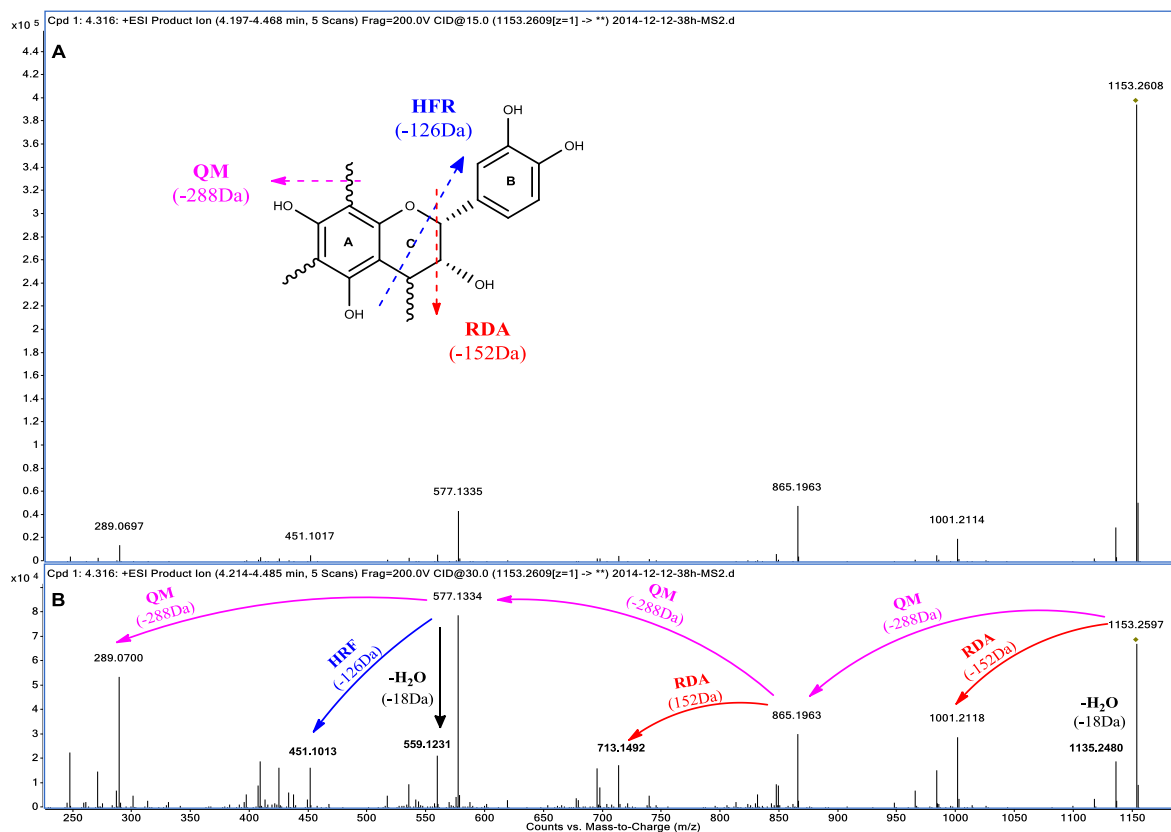 Cpd 1: 4.316: +ESI Product Ion (4.197-4.468 min, 5 Scans) Frag=200.0V CID@15.0 (1153.2609[z=1] -> **) 2014-12-12-38h-MS2.d
x10 5
A
4.4
4.2
4
3.8
3.6
3.4
3.2
3
2.8
2.6
2.4
2.2
2
1.8
1.6
1.4
1.2
1
0.8
0.6
0.4
0.2
0
1153.2608
HFR
(-126Da)
OH
OH
B
QM
(-288Da)
HO
O
A
C
OH
OH
RDA
(-152Da)
289.0697
451.1017
577.1335
865.1963
1001.2114
Cpd 1: 4.316: +ESI Product Ion (4.214-4.485 min, 5 Scans) Frag=200.0V CID@30.0 (1153.2609[z=1] -> **) 2014-12-12-38h-MS2.d
x10 4
B
8
7
6
5
4
3
2
1
0
QM
(-288Da)
577.1334
QM
(-288Da)
QM
(-288Da)
1153.2597
289.0700
HRF
(-126Da)
-H₂O
(-18Da)
RDA
(152Da)
RDA
(-152Da)
865.1963
1001.2118
-H₂O
(-18Da)
451.1013
559.1231
713.1492
1135.2480
250 300 350 400 450 500 550 600 650 700 750 800 850 900 950 1000 1050 1100 1150
Counts vs. Mass-to-Charge (m/z)